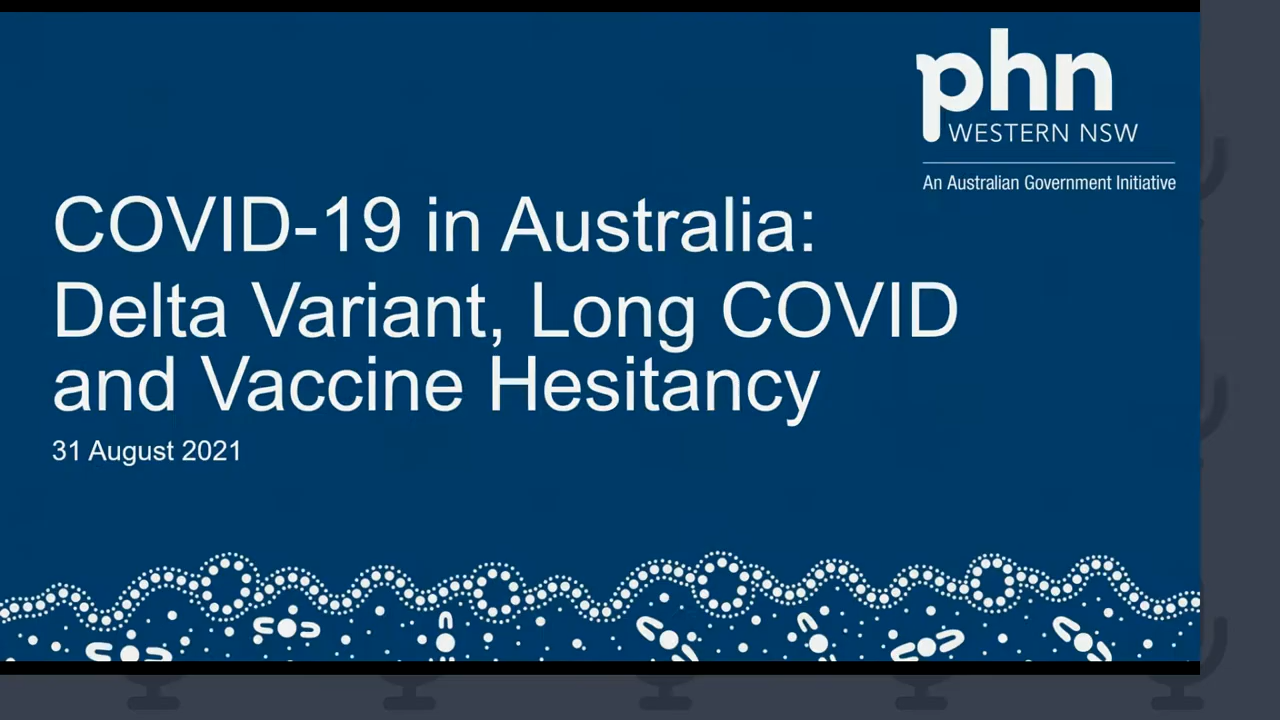 phn
WESTERN NSW
An Australian Government Initiative
COVID-19 in Australia:
Delta Variant, Long COVID
and Vaccine Hesitancy
31 August 2021